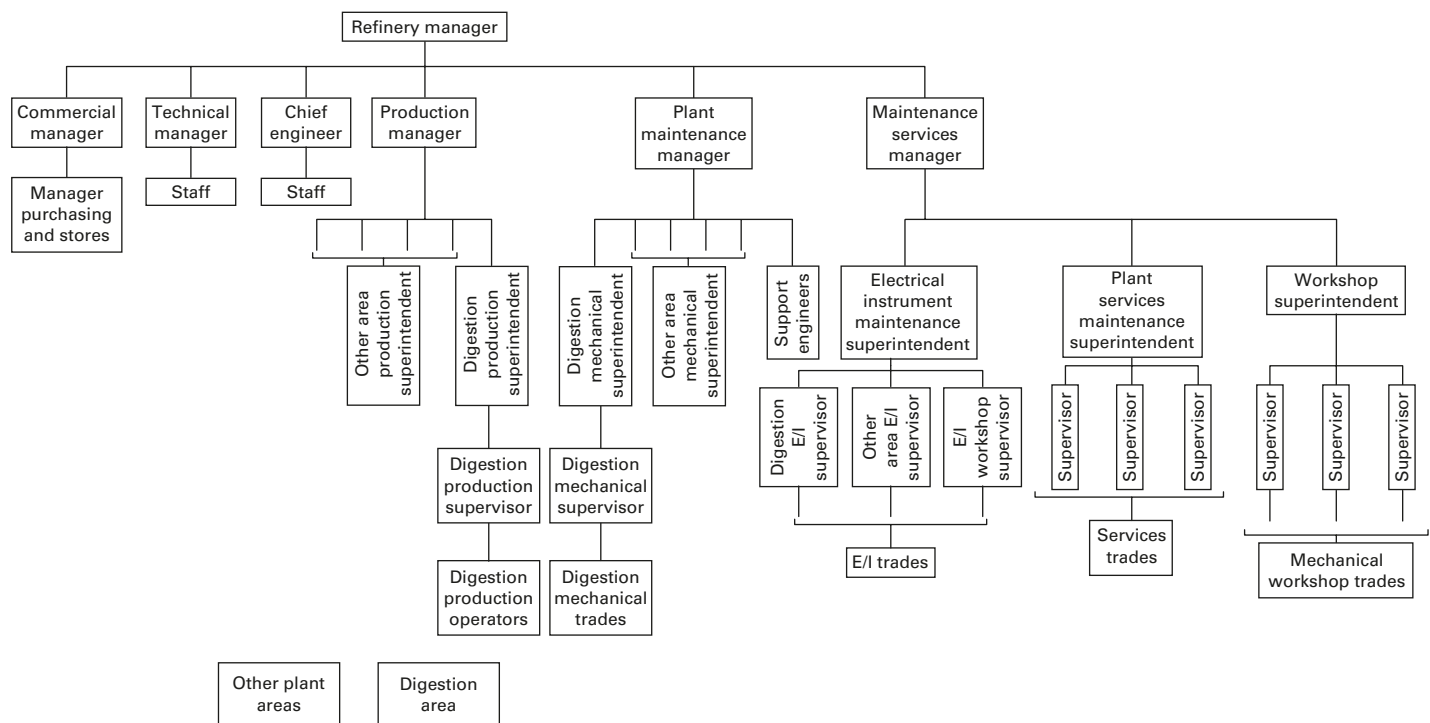 Refinery manager
Commercial
manager
Technical
manager
Chief
engineer
Production
manager
Plant
maintenance
manager
Maintenance
services
manager
Manager
purchasing
and stores
Staff
Staff
Other area
production
superintendent
Digestion
production
superintendent
Digestion
mechanical
superintendent
Other area
mechanical
superintendent
Support
engineers
Electrical
instrument
maintenance
superintendent
Plant
services
maintenance
superintendent
Workshop
superintendent
Digestion
E/I
supervisor
Other
area E/I
supervisor
E/I
workshop
supervisor
Supervisor
Supervisor
Supervisor
Supervisor
Supervisor
Supervisor
Digestion
production
supervisor
Digestion
mechanical
supervisor
E/I trades
Services
trades
Mechanical
workshop trades
Digestion
production
operators
Digestion
mechanical
trades
Other plant
areas
Digestion
area